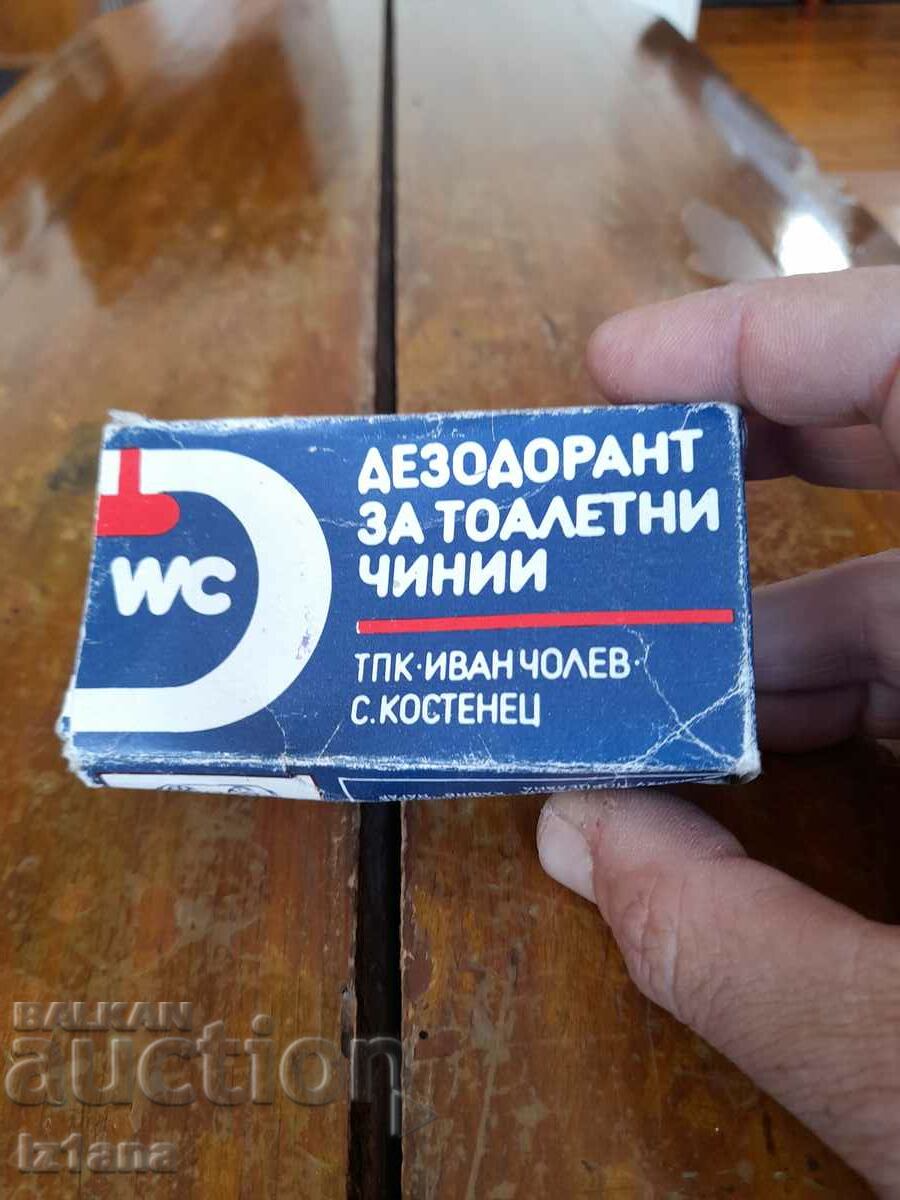 WC
ДЕЗОДОРАНТ
ЗА ТОАЛЕТНИ
ЧИНИИ
ТПК·ИВАН ЧОЛЕВ·
С.КОСТЕНЕЦ
BALKAN
auction
iz1ana